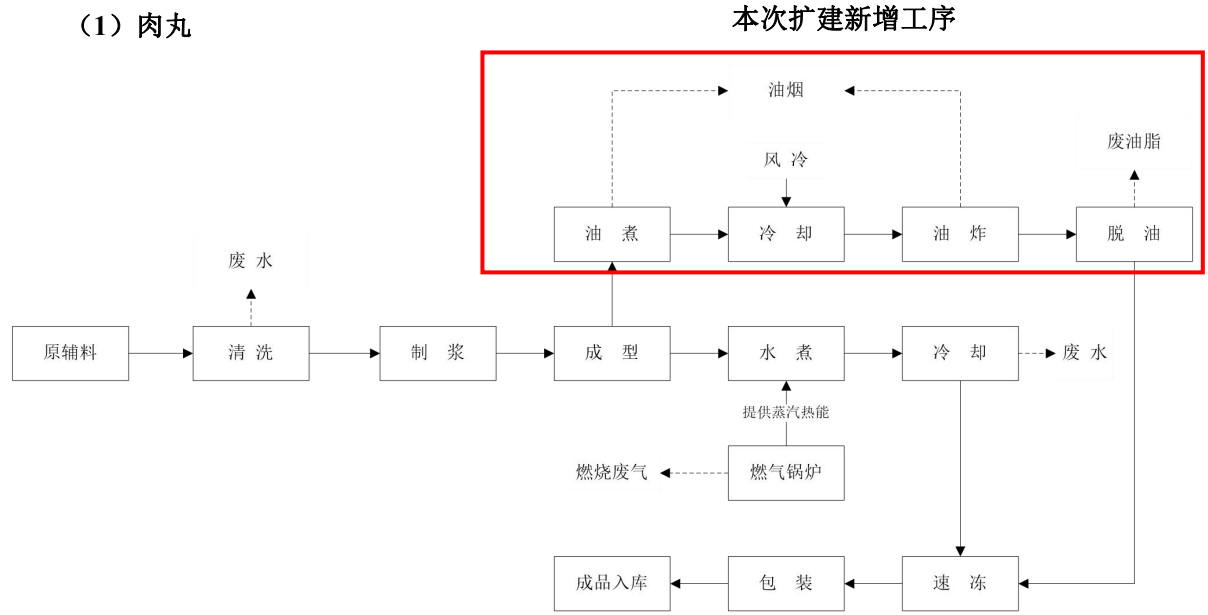 （1）肉丸
本次扩建新增工序
油烟
废油脂
风 冷
油 煮
冷 却
油 炸
脱 油
废 水
原辅料
清 洗
制 浆
成 型
水 煮
冷 却
废 水
提供蒸汽热能
燃烧废气
燃气锅炉
成品入库
包 装
速 冻